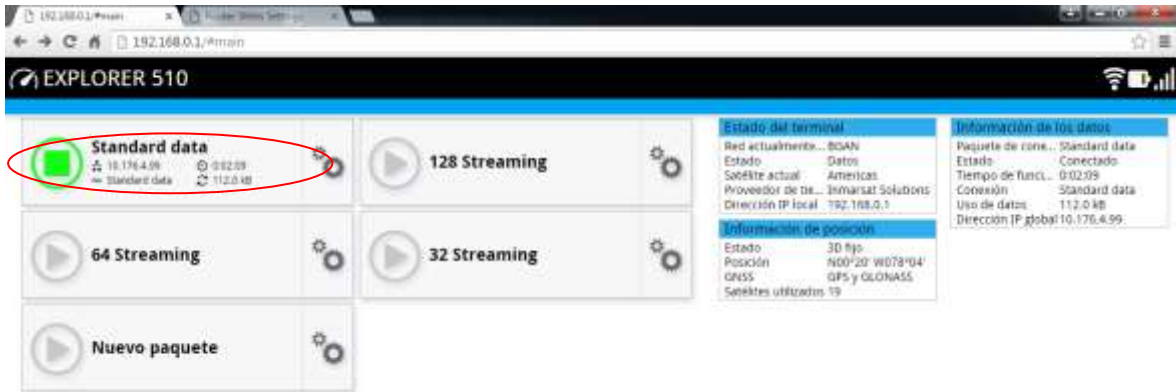 192.168.0.1/#main
192.168.0.1/#main
EXPLORER 510
Standard data
10.176.4.99 0:02:09
Standard data 112.0 kB
128 Streaming
64 Streaming
32 Streaming
Nuevo paquete
Estado del terminal
Red actualmente... BGAN
Estado Datos
Satélite actual Americas
Proveedor de tie... Inmarsat Solutions
Dirección IP local 192.168.0.1
Información de posición
Estado 3D fijo
Posición N00°20' W078°04'
GNSS GPS y GLONASS
Satélites utilizados 19
Información de los datos
Paquete de cone... Standard data
Estado Conectado
Tiempo de funci... 0:02:09
Conexión Standard data
Uso de datos 112.0 kB
Dirección IP global 10.176.4.99